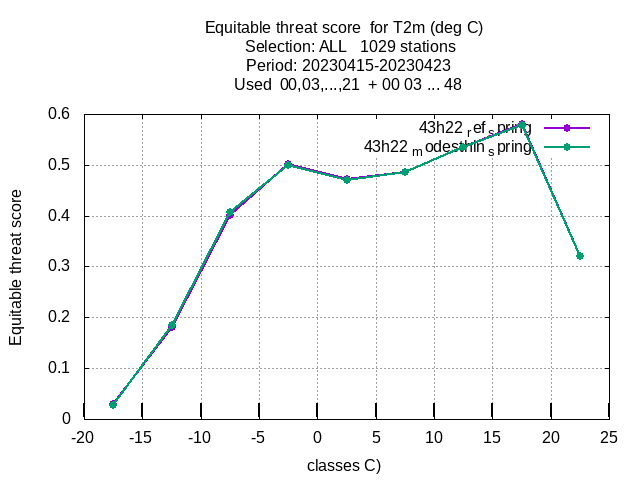 Equitable threat score for T2m (deg C)
Selection: ALL 1029 stations
Period: 20230415-20230423
Used 00,03,...,21 + 00 03 ... 48
0.6
0.5
0.4
0.3
0.2
0.1
0
Equitable threat score
43h22 ref spring
43h22 modesthin spring
-20 -15 -10 -5 0 5 10 15 20 25
classes C)